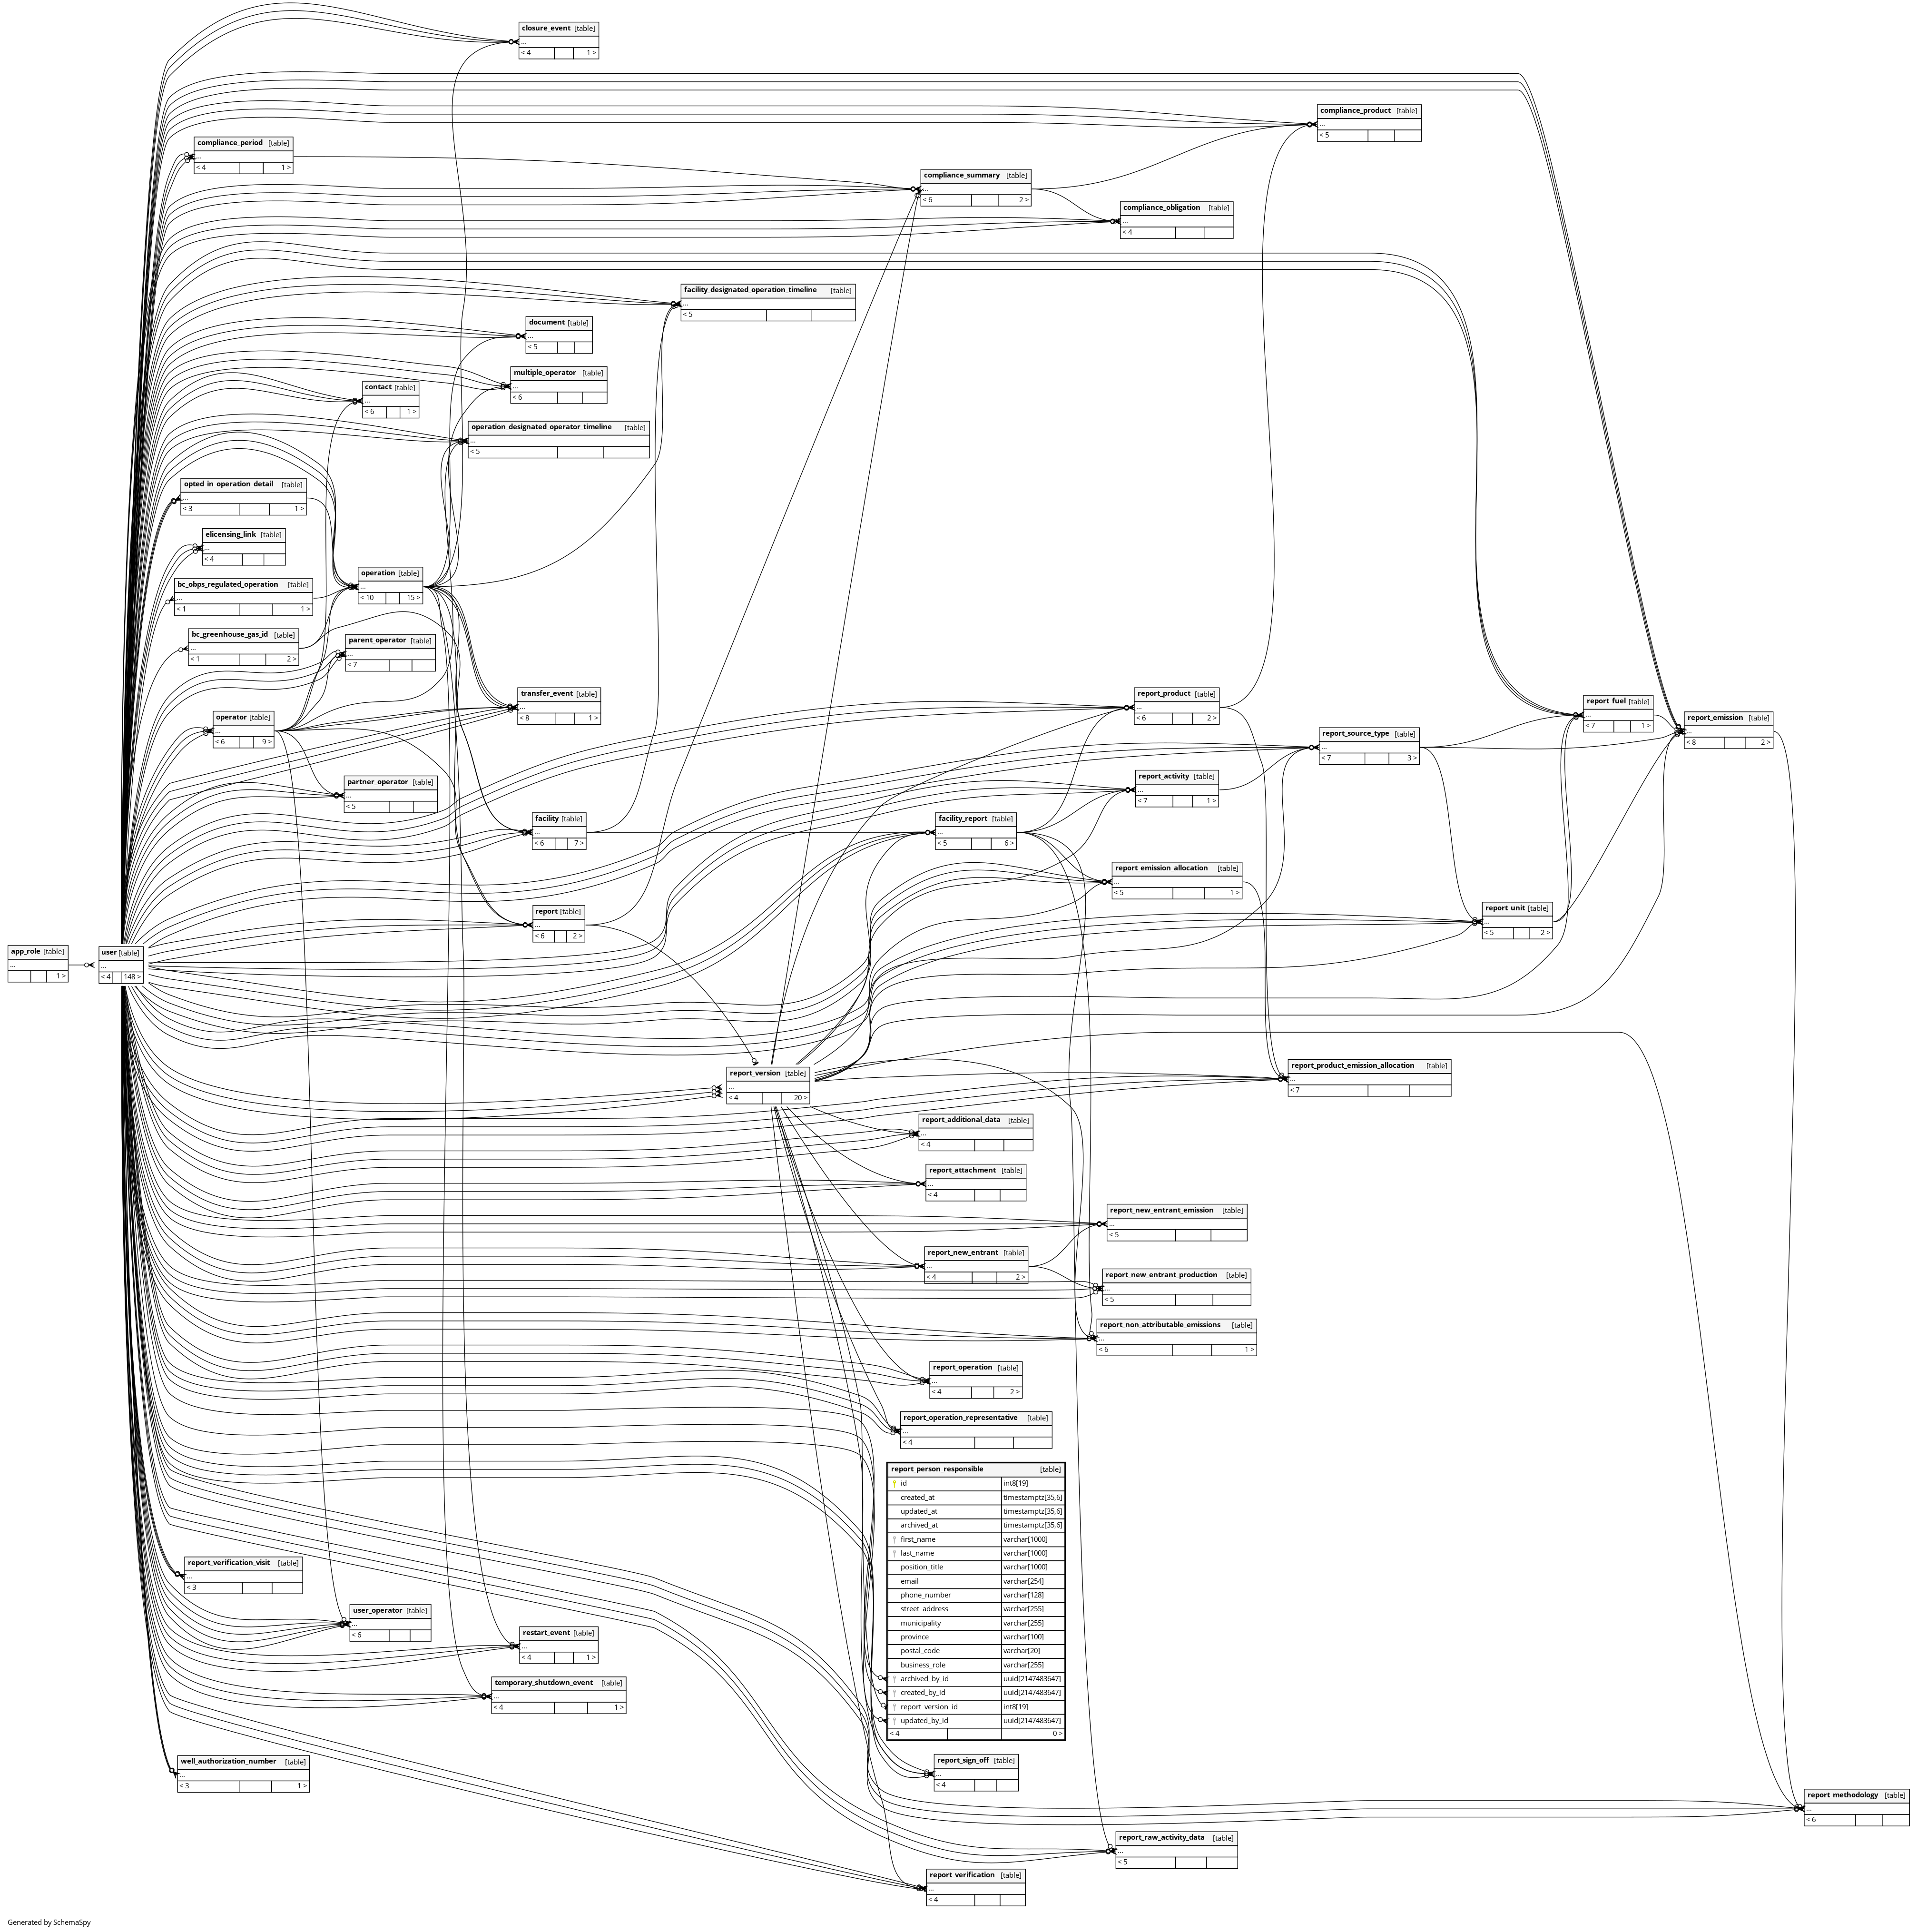 closure_event [table]
...
< 4 1 >
compliance_product [table]
...
< 5
compliance_period [table]
...
< 4 1 >
compliance_summary [table]
...
< 6 2 >
compliance_obligation [table]
...
< 4
facility_designated_operation_timeline [table]
...
< 5
document [table]
...
< 5
multiple_operator [table]
...
< 6
contact [table]
...
< 6 1 >
operation_designated_operator_timeline [table]
...
< 5
opted_in_operation_detail [table]
...
< 3 1 >
elicensing_link [table]
...
< 4
operation [table]
...
< 10 15 >
bc_obps_regulated_operation [table]
...
< 1 1 >
bc_greenhouse_gas_id [table]
...
< 1 2 >
parent_operator [table]
...
< 7
transfer_event [table]
...
< 8 1 >
report_product [table]
...
< 6 2 >
report_fuel [table]
...
< 7 1 >
report_emission [table]
...
< 8 2 >
operator [table]
...
< 6 9 >
report_source_type [table]
...
< 7 3 >
report_activity [table]
...
< 7 1 >
partner_operator [table]
...
< 5
facility [table]
...
< 6 7 >
facility_report [table]
...
< 5 6 >
report_emission_allocation [table]
...
< 5 1 >
report_unit [table]
...
< 5 2 >
report [table]
...
< 6 2 >
app_role [table]
...
1 >
user [table]
...
< 4 148 >
report_version [table]
...
< 4 20 >
report_product_emission_allocation [table]
...
< 7
report_additional_data [table]
...
< 4
report_attachment [table]
...
< 4
report_new_entrant_emission [table]
...
< 5
report_new_entrant [table]
...
< 4 2 >
report_new_entrant_production [table]
...
< 5
report_non_attributable_emissions [table]
...
< 6 1 >
report_operation [table]
...
< 4 2 >
report_operation_representative [table]
...
< 4
report_person_responsible [table]
id int8[19]
created_at timestamptz[35,6]
updated_at timestamptz[35,6]
archived_at timestamptz[35,6]
first_name varchar[1000]
last_name varchar[1000]
position_title varchar[1000]
email varchar[254]
phone_number varchar[128]
street_address varchar[255]
municipality varchar[255]
province varchar[100]
postal_code varchar[20]
business_role varchar[255]
archived_by_id uuid[2147483647]
created_by_id uuid[2147483647]
report_version_id int8[19]
updated_by_id uuid[2147483647]
< 4 0 >
report_verification_visit [table]
...
< 3
user_operator [table]
...
< 6
restart_event [table]
...
< 4 1 >
temporary_shutdown_event [table]
...
< 4 1 >
well_authorization_number [table]
...
< 3 1 >
report_sign_off [table]
...
< 4
report_methodology [table]
...
< 6
report_raw_activity_data [table]
...
< 5
report_verification [table]
...
< 4
Generated by SchemaSpy